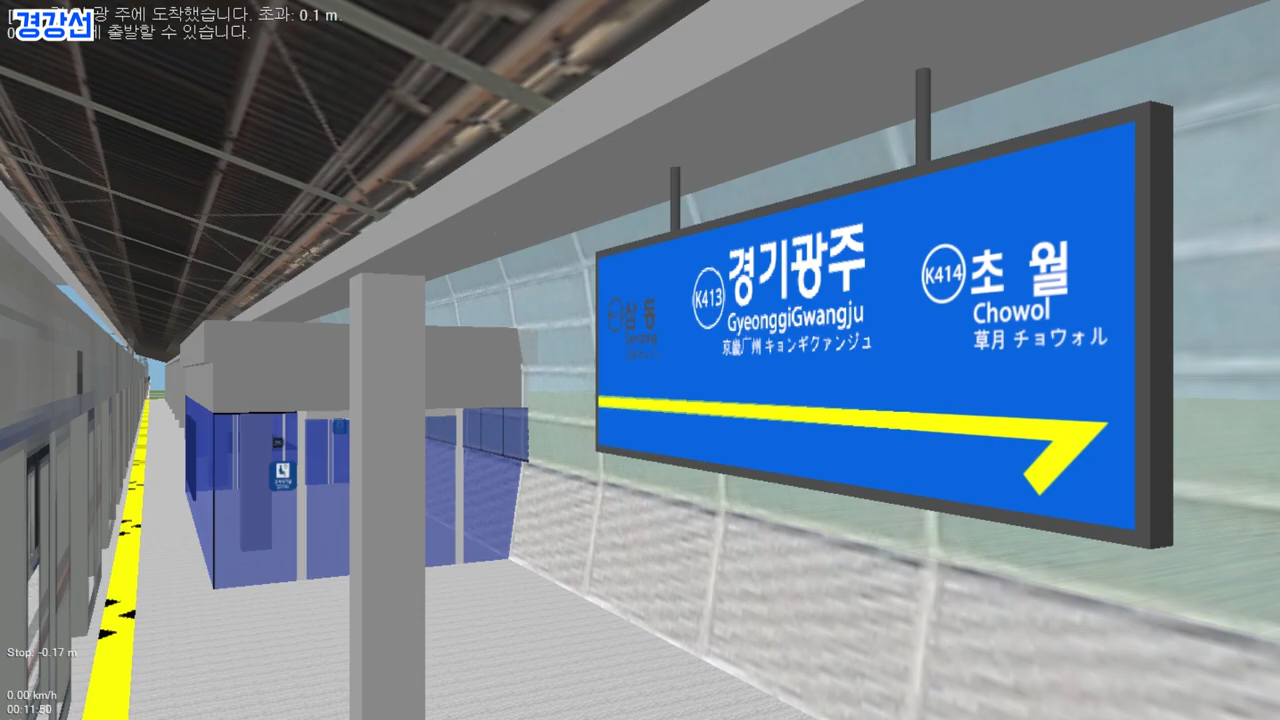 광 주에 도착했습니다. 초과: 0.1 m.
경강선
출발할 수 있습니다.
삼 동
K413 경기광주
GyeonggiGwangju
京畿广州 キョンギクァンジュ
K414 초 월
Chowol
草月 チョウォル
Stop: -0.17 m
0.00 km/h
00:11:50